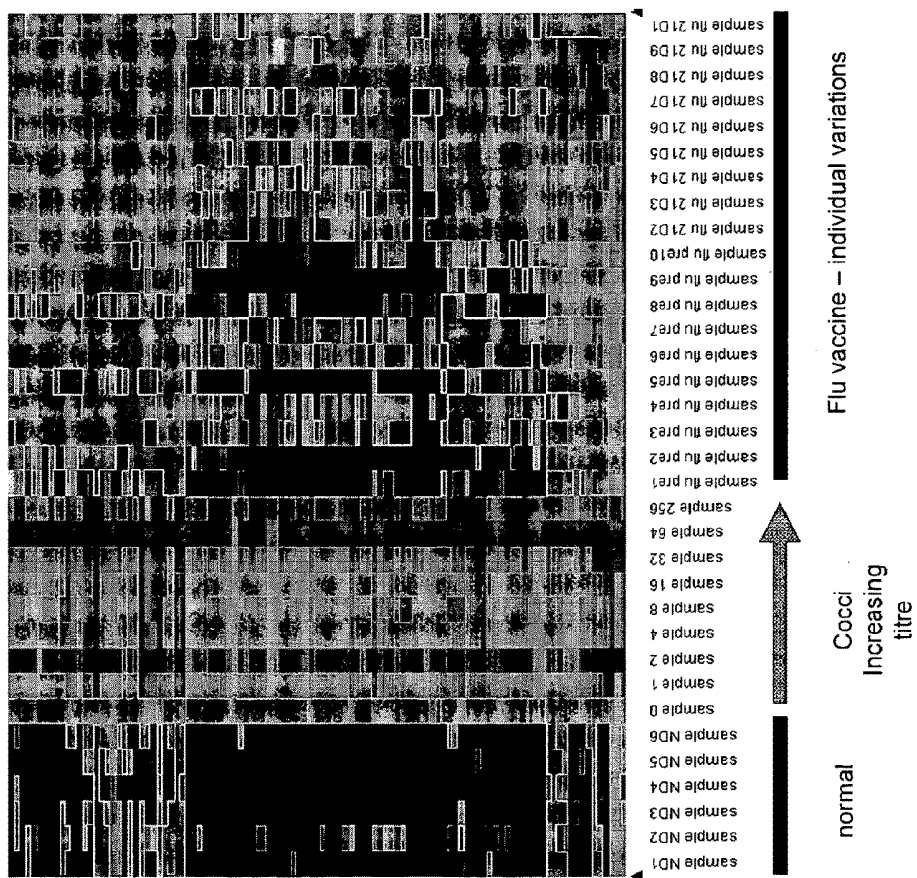 sample flu 21D1
sample flu 21D9
sample flu 21D8
sample flu 21D7
sample flu 21D6
sample flu 21D5
sample flu 21D4
sample flu 21D3
sample flu 21D2
sample flu pre10
sample flu pre9
sample flu pre8
sample flu pre7
sample flu pre6
sample flu pre5
sample flu pre4
sample flu pre3
sample flu pre2
sample flu pre1
sample 256
sample 64
sample 32
sample 16
sample 8
sample 4
sample 2
sample 1
sample 0
sample ND6
sample ND5
sample ND4
sample ND3
sample ND2
sample ND1
Flu vaccine – individual variations
Cocci
Increasing
titre
normal